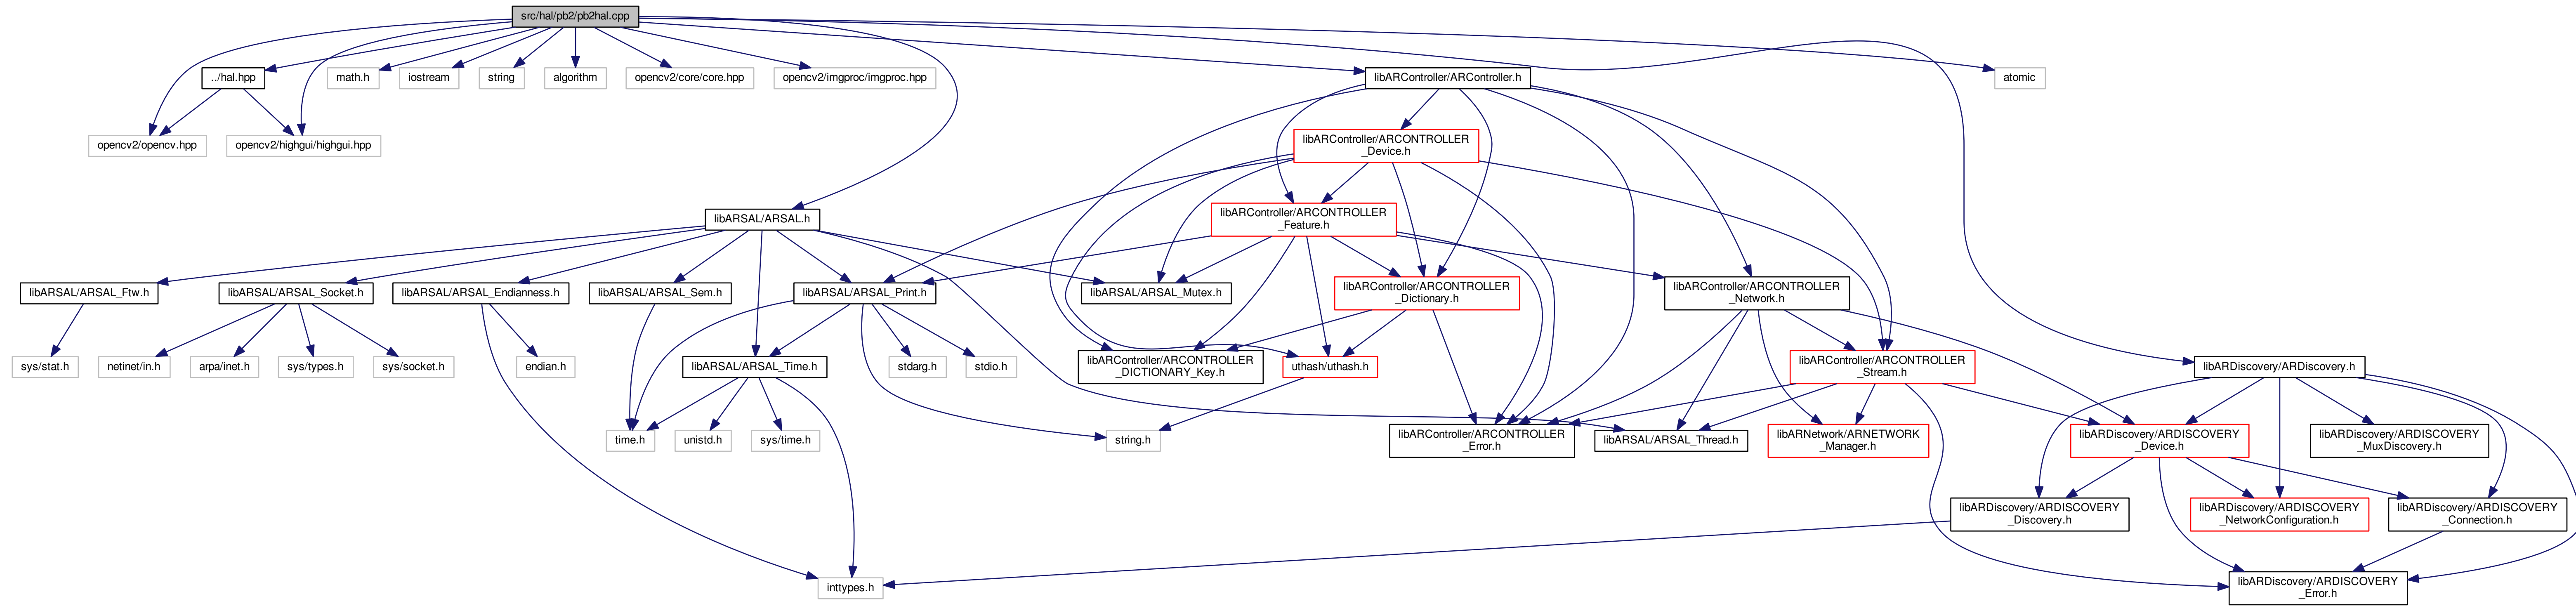 src/hal/pb2/pb2hal.cpp
../hal.hpp
math.h
iostream
string
algorithm
opencv2/core/core.hpp
opencv2/imgproc/imgproc.hpp
libARController/ARController.h
atomic
opencv2/opencv.hpp
opencv2/highgui/highgui.hpp
libARController/ARCONTROLLER
_Device.h
libARSAL/ARSAL.h
libARController/ARCONTROLLER
_Feature.h
libARSAL/ARSAL_Ftw.h
libARSAL/ARSAL_Socket.h
libARSAL/ARSAL_Endianness.h
libARSAL/ARSAL_Sem.h
libARSAL/ARSAL_Print.h
libARSAL/ARSAL_Mutex.h
libARController/ARCONTROLLER
_Dictionary.h
libARController/ARCONTROLLER
_Network.h
sys/stat.h
netinet/in.h
arpa/inet.h
sys/types.h
sys/socket.h
endian.h
libARSAL/ARSAL_Time.h
stdarg.h
stdio.h
libARController/ARCONTROLLER
_DICTIONARY_Key.h
uthash/uthash.h
libARController/ARCONTROLLER
_Stream.h
libARDiscovery/ARDiscovery.h
time.h
unistd.h
sys/time.h
string.h
libARController/ARCONTROLLER
_Error.h
libARSAL/ARSAL_Thread.h
libARNetwork/ARNETWORK
_Manager.h
libARDiscovery/ARDISCOVERY
_Device.h
libARDiscovery/ARDISCOVERY
_MuxDiscovery.h
libARDiscovery/ARDISCOVERY
_Discovery.h
libARDiscovery/ARDISCOVERY
_NetworkConfiguration.h
libARDiscovery/ARDISCOVERY
_Connection.h
inttypes.h
libARDiscovery/ARDISCOVERY
_Error.h